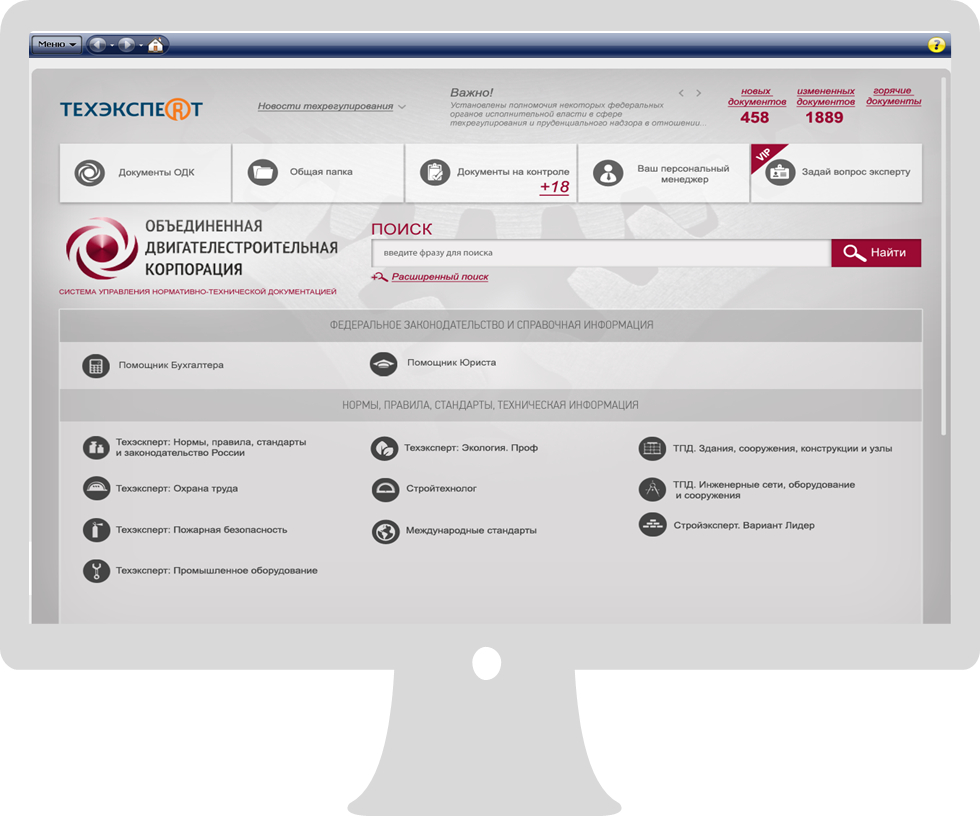 Меню
?
ТЕХЭКСПЕRТ
Новости техрегулирования
Важно!
Установлены полномочия некоторых федеральных
органов исполнительной власти в сфере
техрегулирования и пруденциального надзора в отношении...
новых
документов
458
измененных
документов
1889
горячие
документы
Документы ОДК
Общая папка
Документы на контроле
+18
Ваш персональный
менеджер
VIP
Задай вопрос эксперту
ОБЪЕДИНЕННАЯ
ДВИГАТЕЛЕСТРОИТЕЛЬНАЯ
КОРПОРАЦИЯ
СИСТЕМА УПРАВЛЕНИЯ НОРМАТИВНО-ТЕХНИЧЕСКОЙ ДОКУМЕНТАЦИЕЙ
ПОИСК
введите фразу для поиска
Найти
Расширенный поиск
ФЕДЕРАЛЬНОЕ ЗАКОНОДАТЕЛЬСТВО И СПРАВОЧНАЯ ИНФОРМАЦИЯ
Помощник Бухгалтера
Помощник Юриста
НОРМЫ, ПРАВИЛА, СТАНДАРТЫ, ТЕХНИЧЕСКАЯ ИНФОРМАЦИЯ
Техэксперт: Нормы, правила, стандарты
и законодательство России
Техэксперт: Экология. Проф
ТПД. Здания, сооружения, конструкции и узлы
Техэксперт: Охрана труда
Стройтехнолог
ТПД. Инженерные сети, оборудование
и сооружения
Техэксперт: Пожарная безопасность
Международные стандарты
Стройэксперт. Вариант Лидер
Техэксперт: Промышленное оборудование